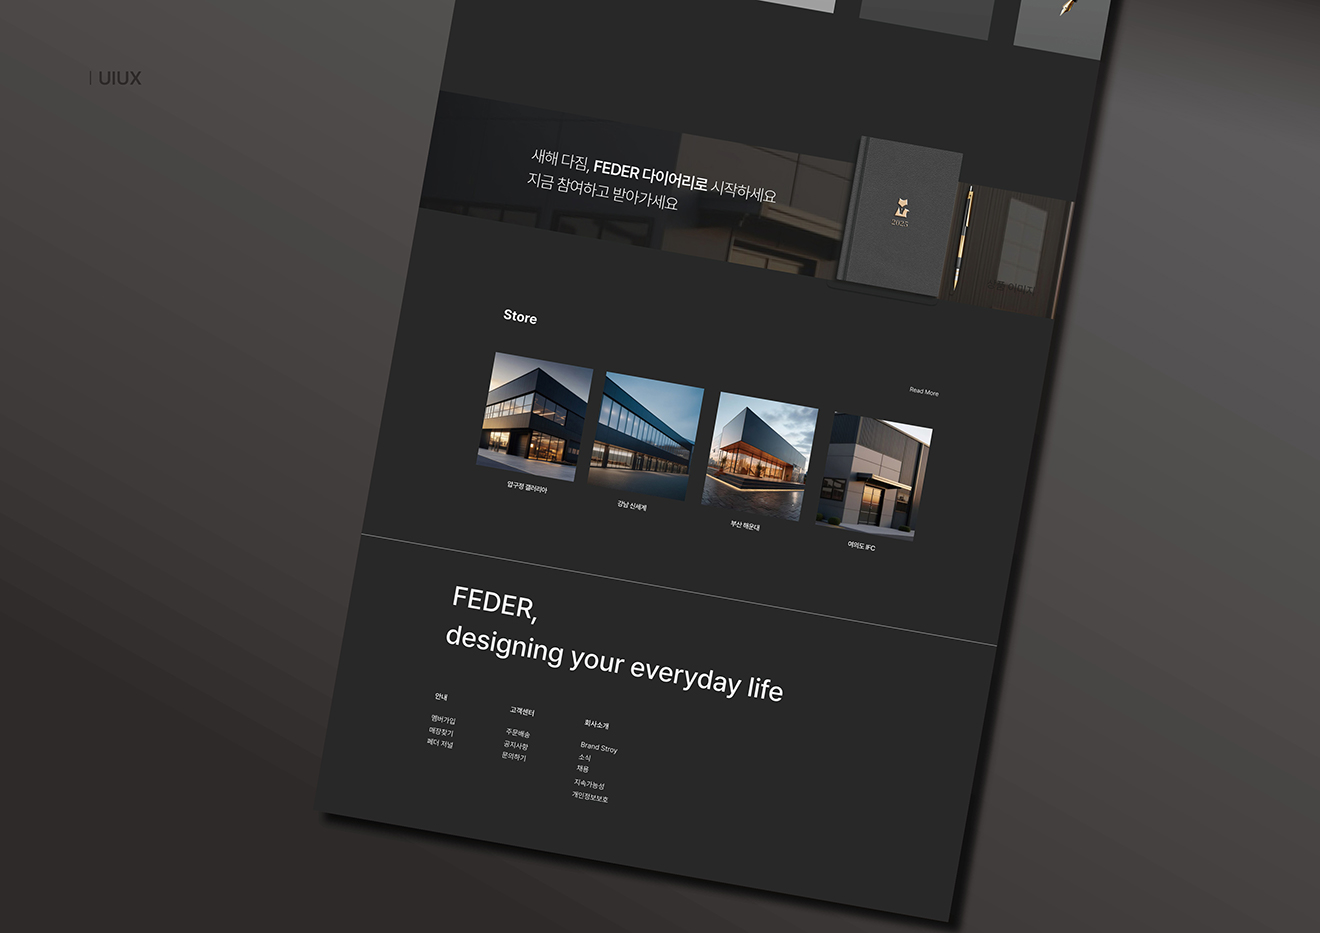 | UIUX
새해 다짐, FEDER 다이어리로 시작하세요
지금 참여하고 받아가세요
2025
Store
Read More
압구정 갤러리아
강남 신세계
부산 해운대
여의도 IFC
FEDER,
designing your everyday life
안내
멤버가입
매장찾기
페더 저널
고객센터
주문배송
공지사항
문의하기
회사소개
Brand Stroy
소식
채용
지속가능성
개인정보보호